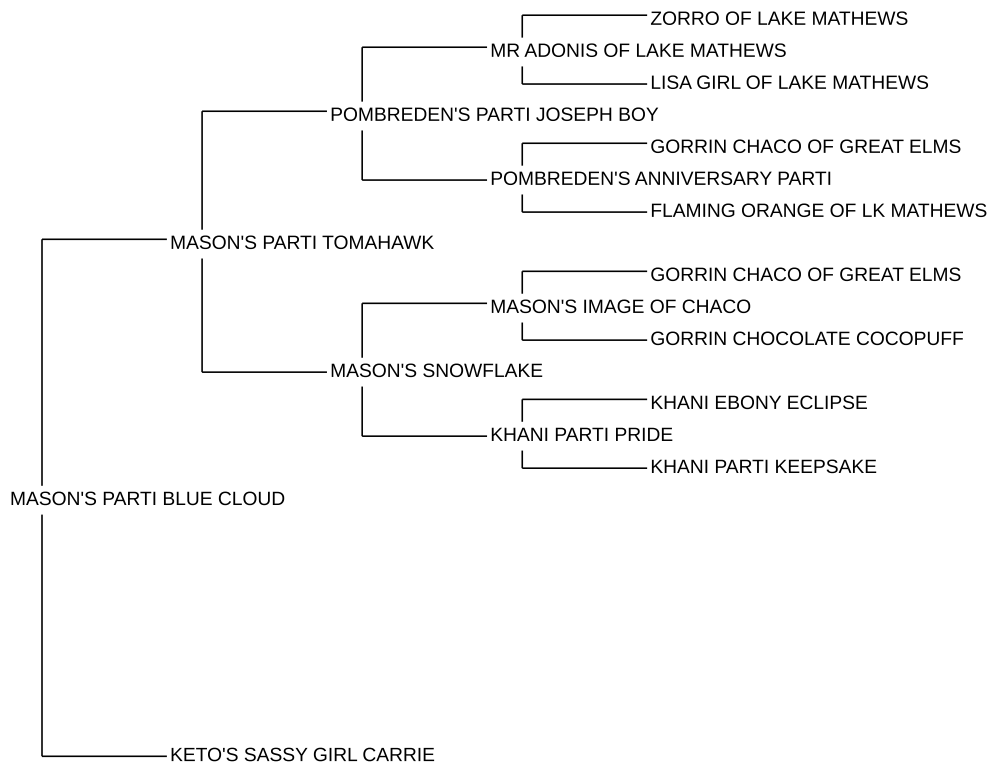 ZORRO OF LAKE MATHEWS
MR ADONIS OF LAKE MATHEWS
LISA GIRL OF LAKE MATHEWS
POMBREDEN'S PARTI JOSEPH BOY
GORRIN CHACO OF GREAT ELMS
POMBREDEN'S ANNIVERSARY PARTI
FLAMING ORANGE OF LK MATHEWS
MASON'S PARTI TOMAHAWK
GORRIN CHACO OF GREAT ELMS
MASON'S IMAGE OF CHACO
GORRIN CHOCOLATE COCOPUFF
MASON'S SNOWFLAKE
KHANI EBONY ECLIPSE
KHANI PARTI PRIDE
KHANI PARTI KEEPSAKE
MASON'S PARTI BLUE CLOUD
KETO'S SASSY GIRL CARRIE